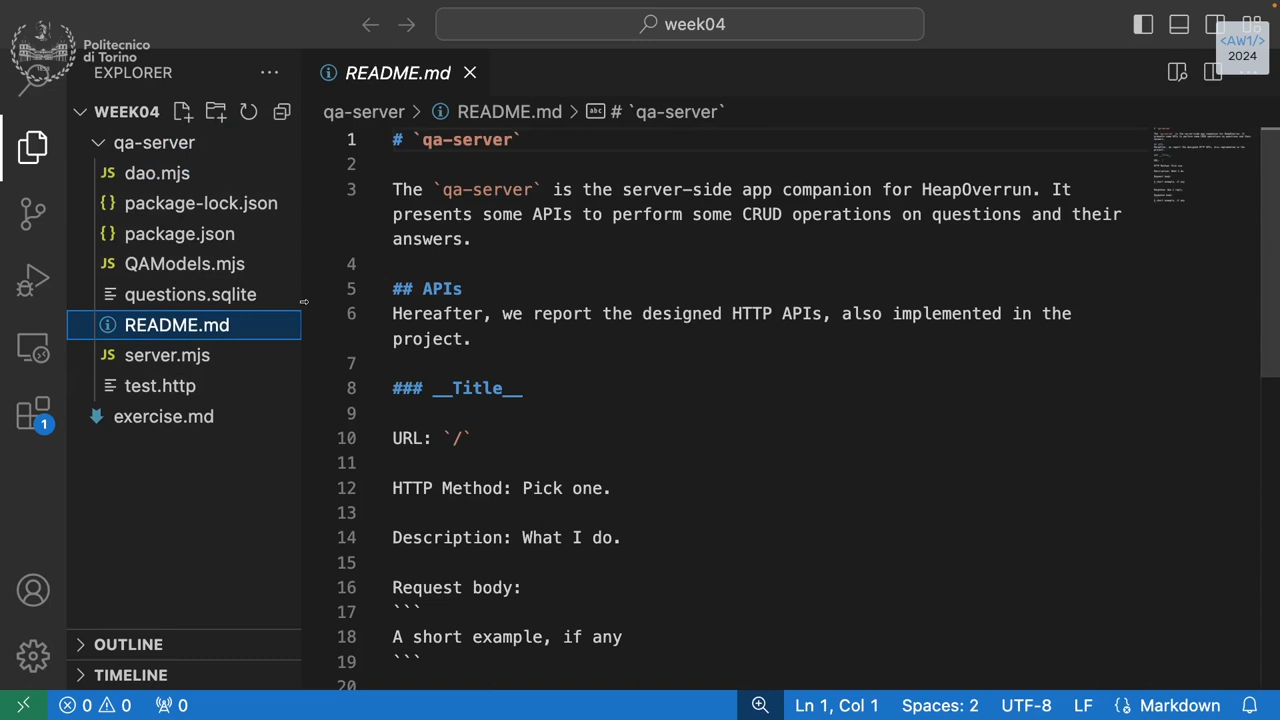 week04
Politecnico
di Torino
<AW1/>
2024
EXPLORER
README.md
WEEK04
qa-server > README.md > # `qa-server`
qa-server
dao.mjs
package-lock.json
package.json
QAModels.mjs
questions.sqlite
README.md
server.mjs
test.http
exercise.md
OUTLINE
TIMELINE
1
1 # `qa-server`
2
3 The `qa-server` is the server-side app companion for HeapOverrun. It
presents some APIs to perform some CRUD operations on questions and their
answers.
4
5 ## APIs
6 Hereafter, we report the designed HTTP APIs, also implemented in the
project.
7
8 ### __Title__
9
10 URL: `/`
11
12 HTTP Method: Pick one.
13
14 Description: What I do.
15
16 Request body:
17 ```
18 A short example, if any
19 ```
20
0 0 0 Ln 1, Col 1 Spaces: 2 UTF-8 LF Markdown